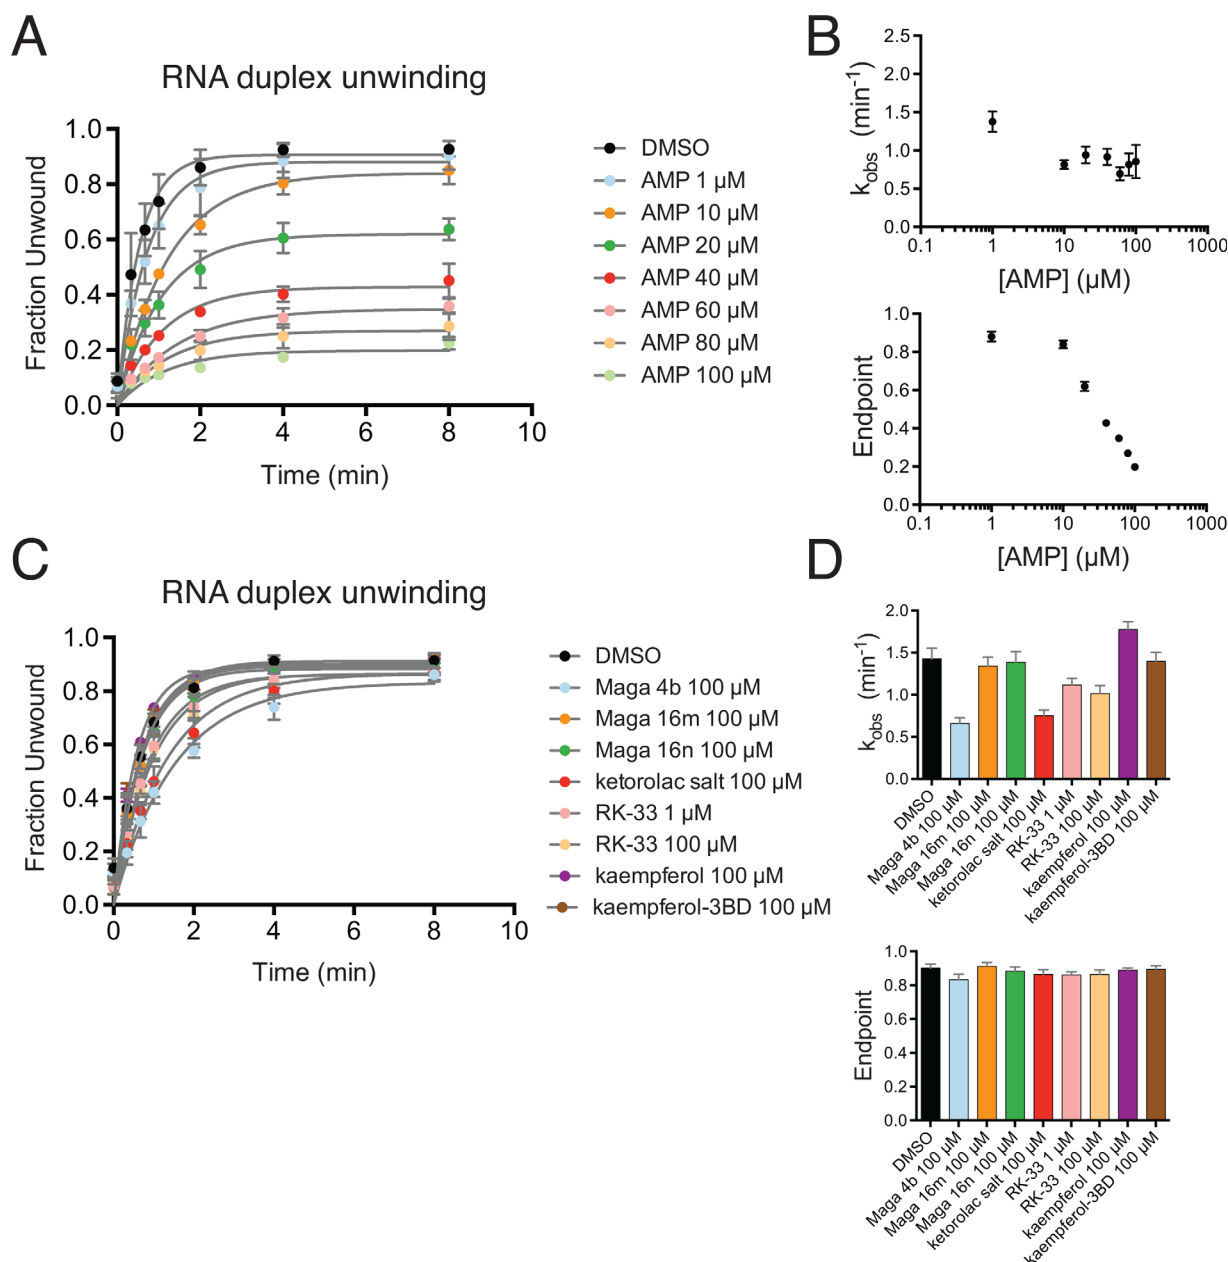 A
RNA duplex unwinding
Fraction Unwound
1.0
0.8
0.6
0.4
0.2
0.0
0
2
4
6
8
10
Time (min)
DMSO
AMP 1 µM
AMP 10 µM
AMP 20 µM
AMP 40 µM
AMP 60 µM
AMP 80 µM
AMP 100 µM
B
kobs (min-1)
2.5
2.0
1.5
1.0
0.5
0.0
0.1
1
10
100
1000
[AMP] (µM)
Endpoint
1.0
0.8
0.6
0.4
0.2
0.0
0.1
1
10
100
1000
[AMP] (µM)
C
RNA duplex unwinding
Fraction Unwound
1.0
0.8
0.6
0.4
0.2
0.0
0
2
4
6
8
10
Time (min)
DMSO
Maga 4b 100 µM
Maga 16m 100 µM
Maga 16n 100 µM
ketorolac salt 100 µM
RK-33 1 µM
RK-33 100 µM
kaempferol 100 µM
kaempferol-3BD 100 µM
D
kobs (min-1)
2.0
1.5
1.0
0.5
0.0
DMSO
Maga 4b 100 µM
Maga 16m 100 µM
Maga 16n 100 µM
ketorolac salt 100 µM
RK-33 1 µM
RK-33 100 µM
kaempferol 100 µM
kaempferol-3BD 100 µM
Endpoint
1.0
0.8
0.6
0.4
0.2
0.0
DMSO
Maga 4b 100 µM
Maga 16m 100 µM
Maga 16n 100 µM
ketorolac salt 100 µM
RK-33 1 µM
RK-33 100 µM
kaempferol 100 µM
kaempferol-3BD 100 µM